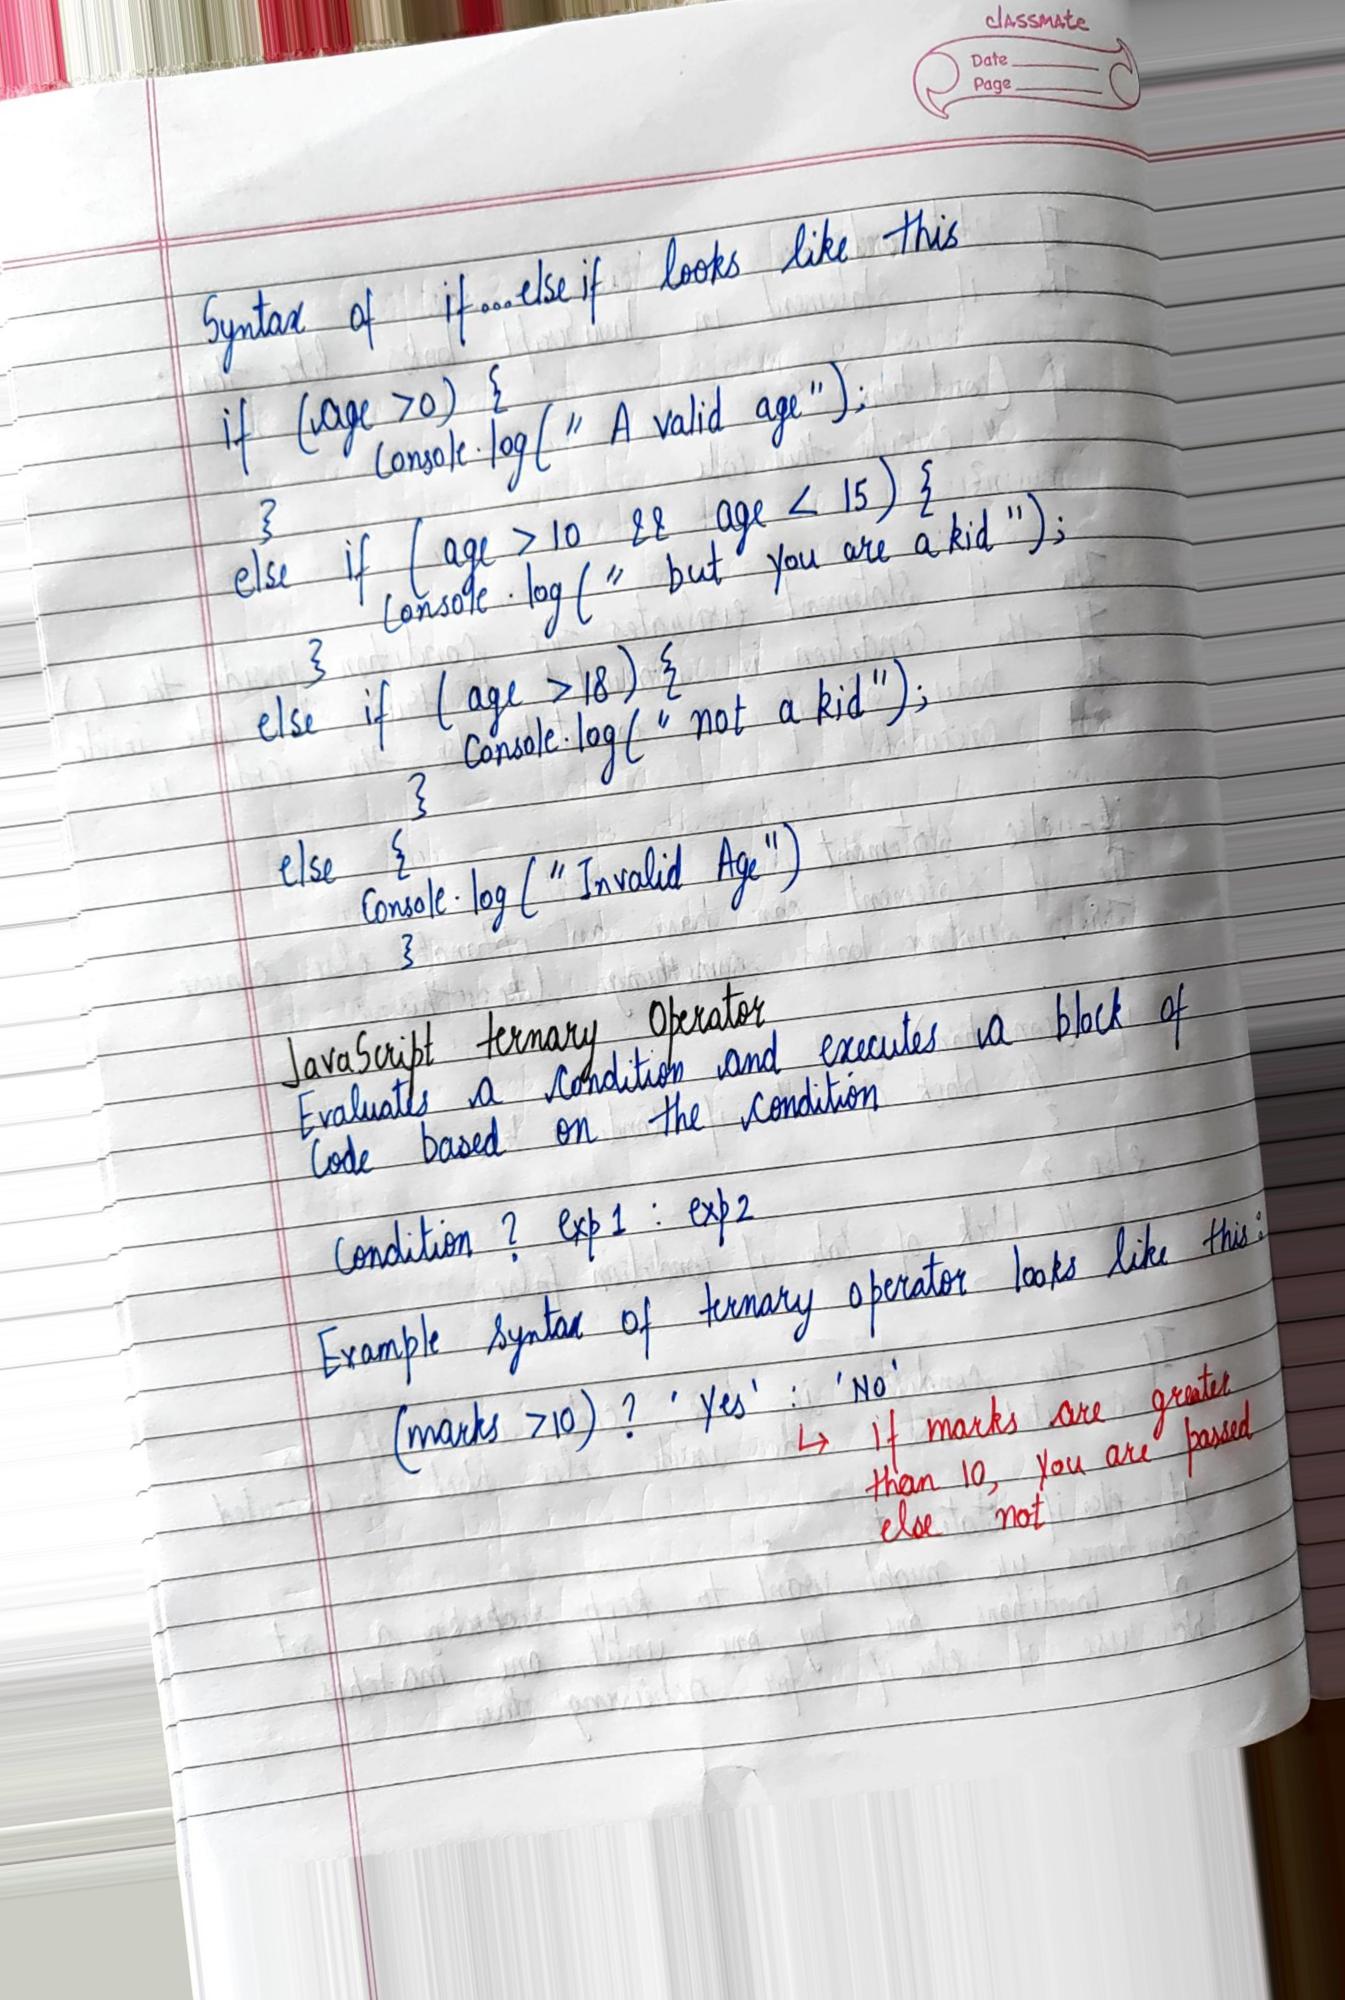 classmate
Date
Page
Syntax of if...else if looks like this
if (age >0) {
Console.log(" A valid age");
}
else if (age > 10 && age < 15) {
Console.log(" but you are a kid");
}
else if (age >18) {
Console.log(" not a kid");
}
else {
Console.log("Invalid Age")
}
JavaScript ternary Operator
Evaluates a condition and executes a block of
Code based on the condition
Condition ? exp1 : exp2
Example syntax of ternary operator looks like this:
(marks >10) ? 'Yes' : 'No'
↳ if marks are greater
than 10, you are passed
else not